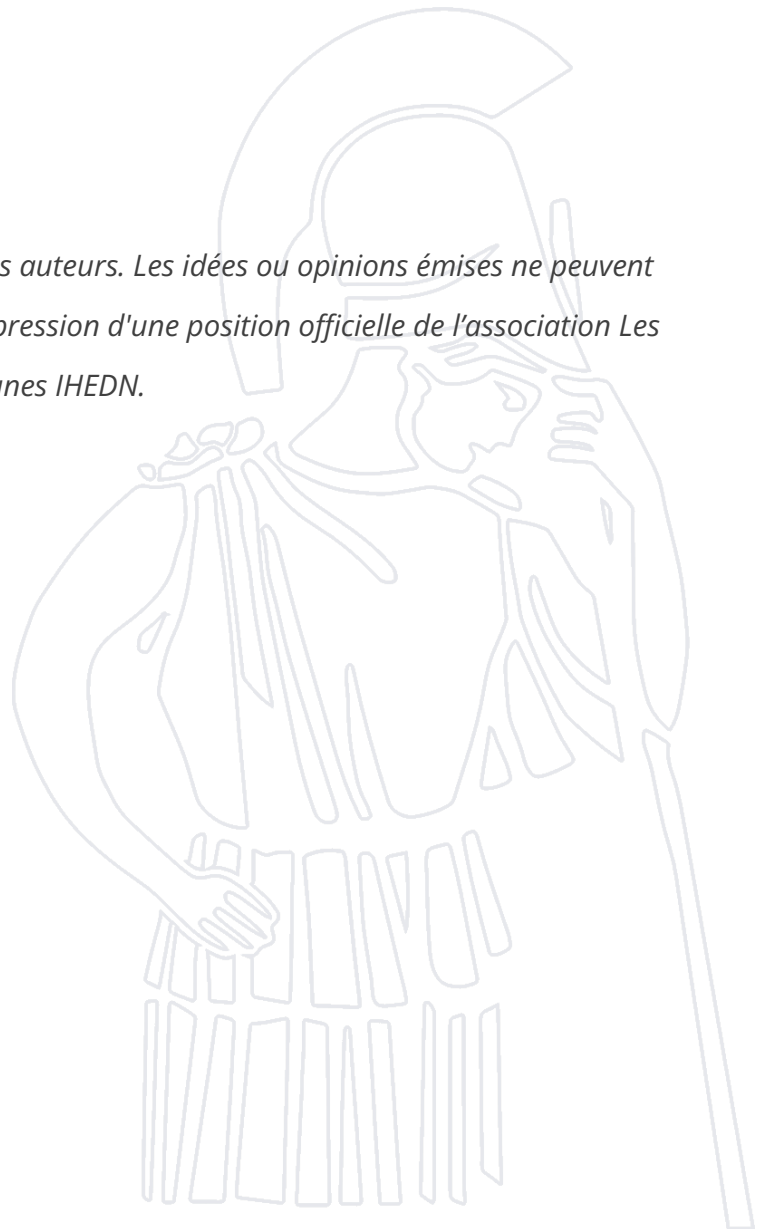 s auteurs. Les idées ou opinions émises ne peuvent
pression d'une position officielle de l’association Les
unes IHEDN.